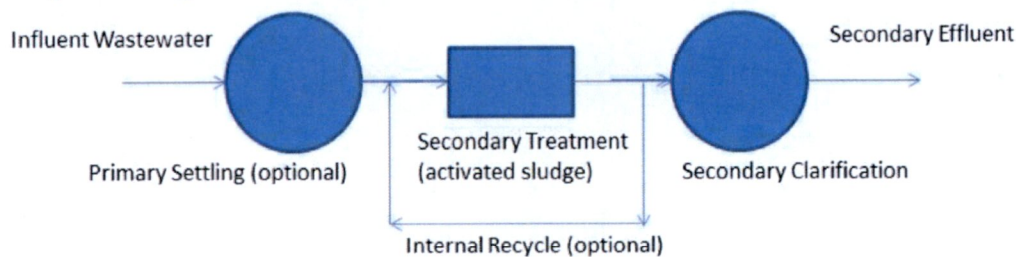 Influent Wastewater
Secondary Effluent
Primary Settling (optional)
Secondary Treatment
(activated sludge)
Secondary Clarification
Internal Recycle (optional)